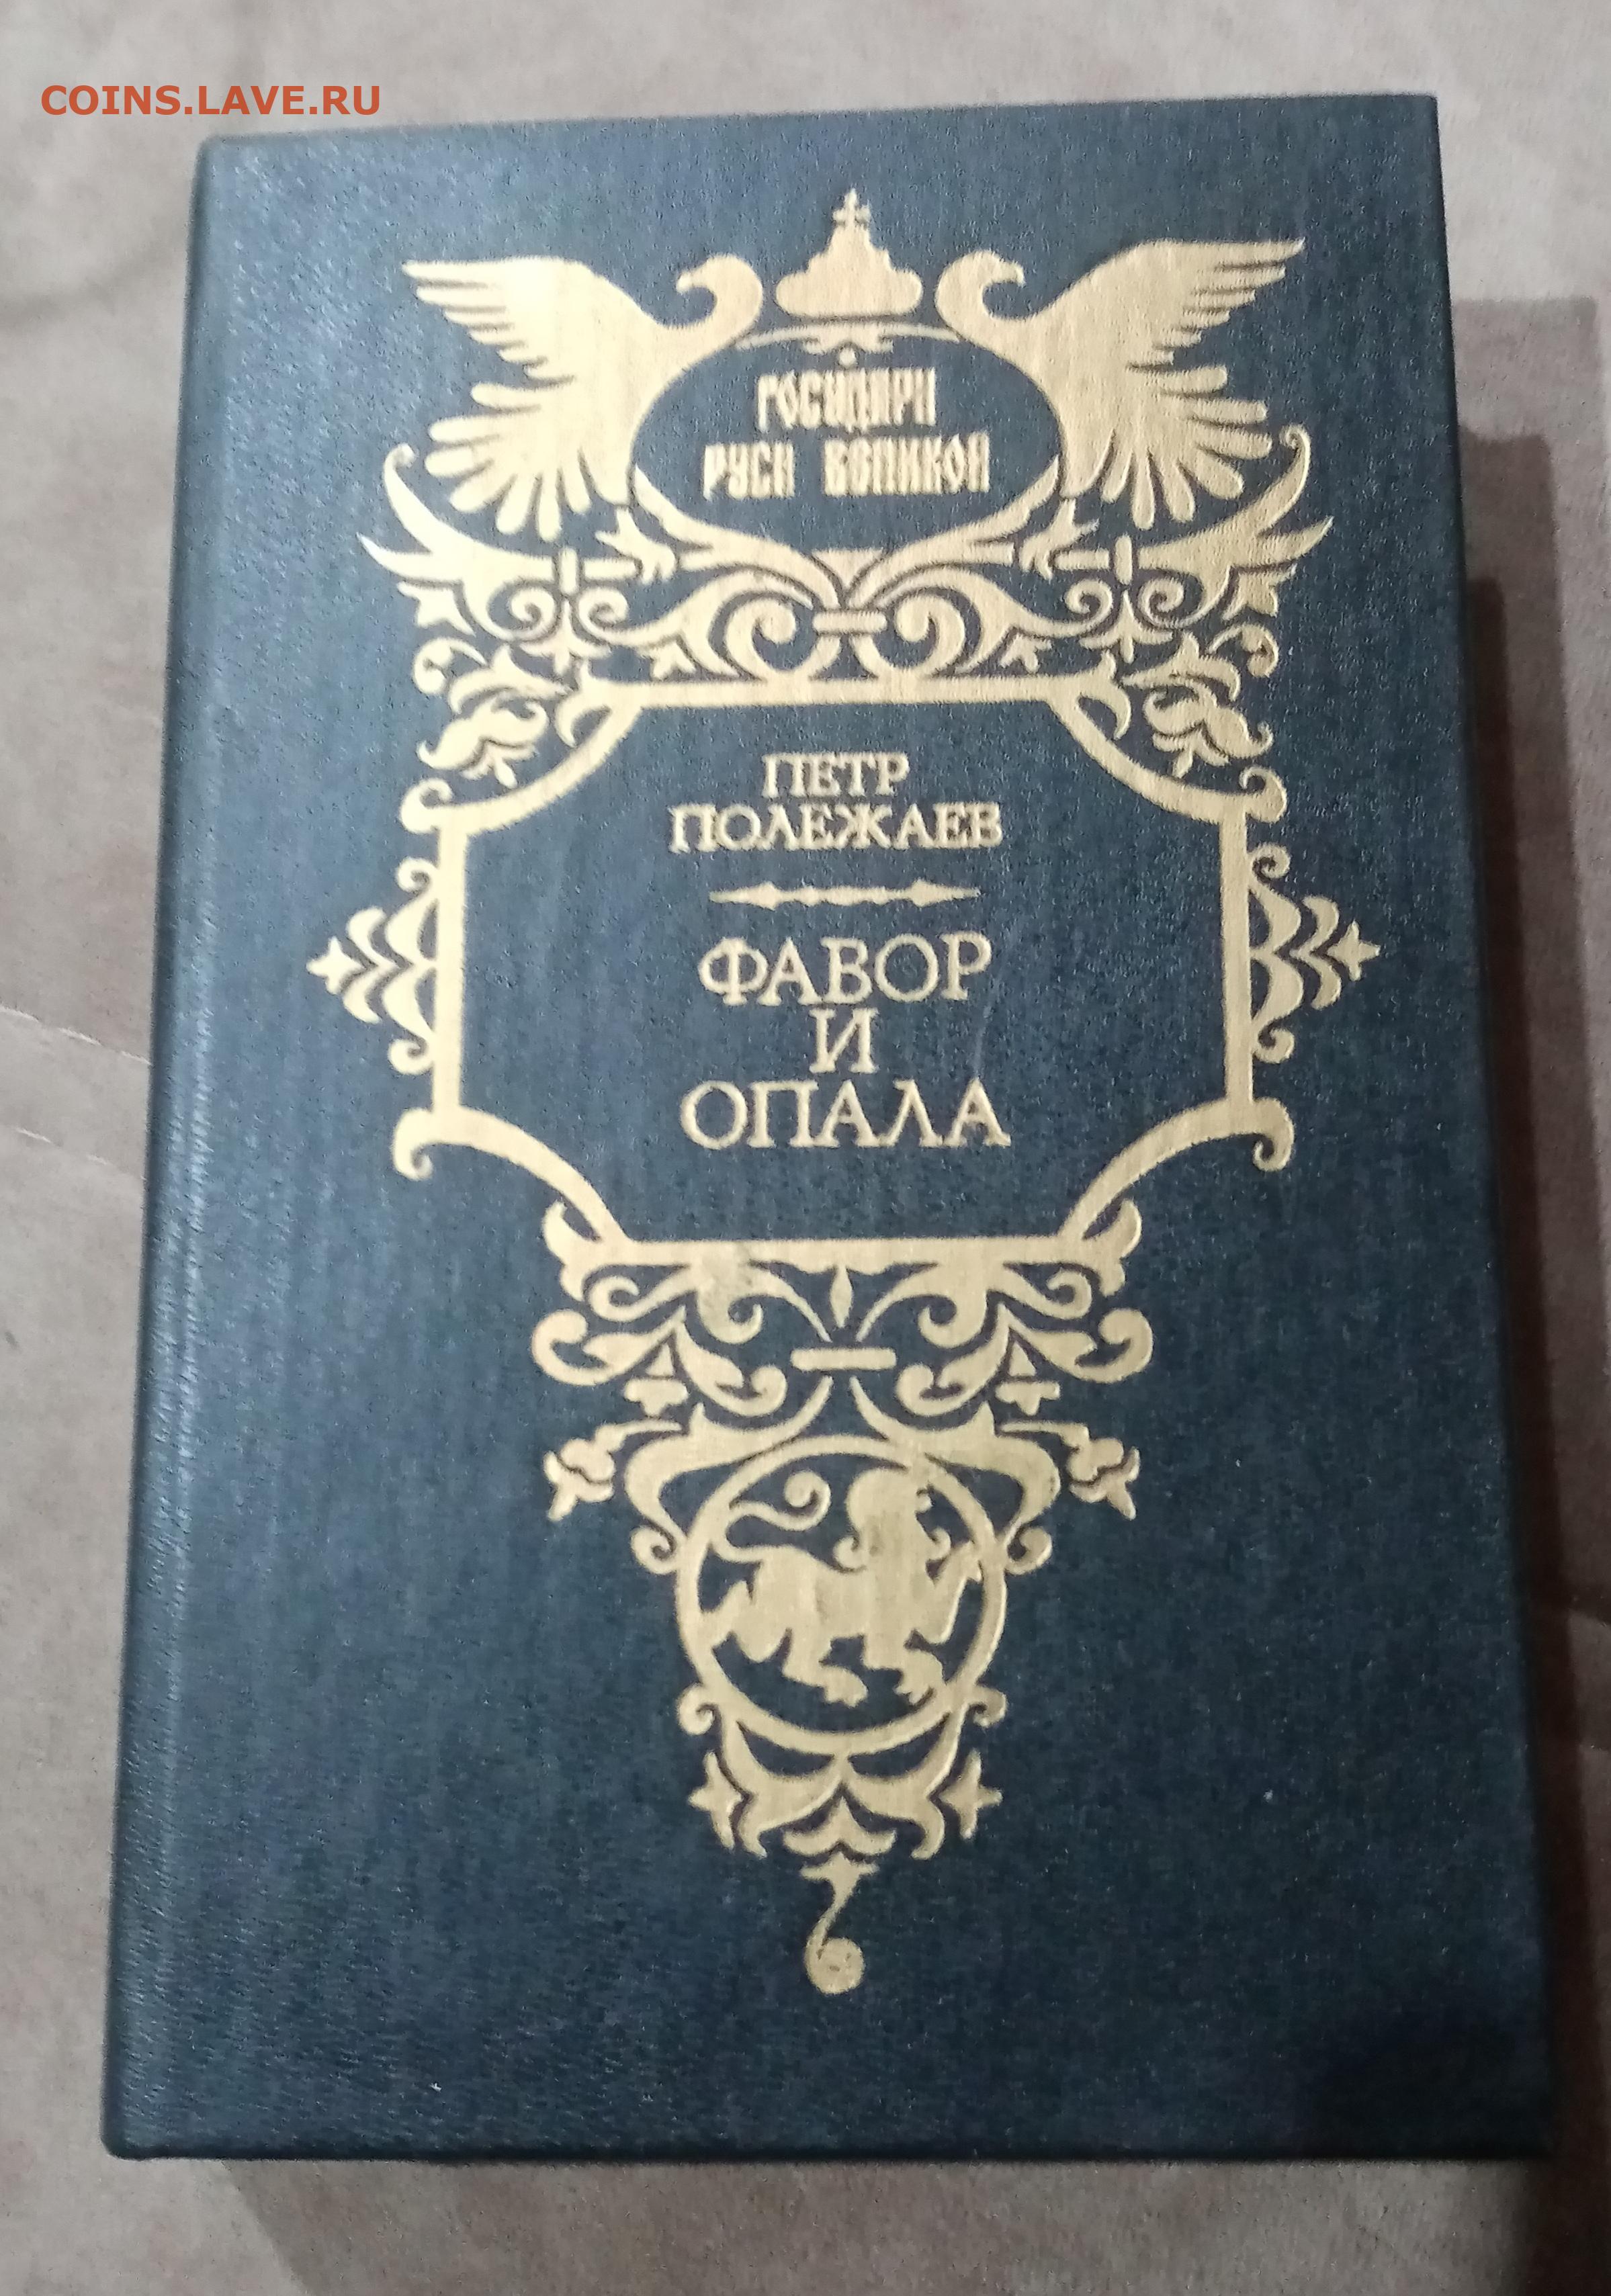 COINS.LAVE.RU
ГОСУДАРИ
РУСИ ВЕЛИКОЙ
ПЕТР
ПОЛЕЖАЕВ
ФАВОР
И
ОПАЛА